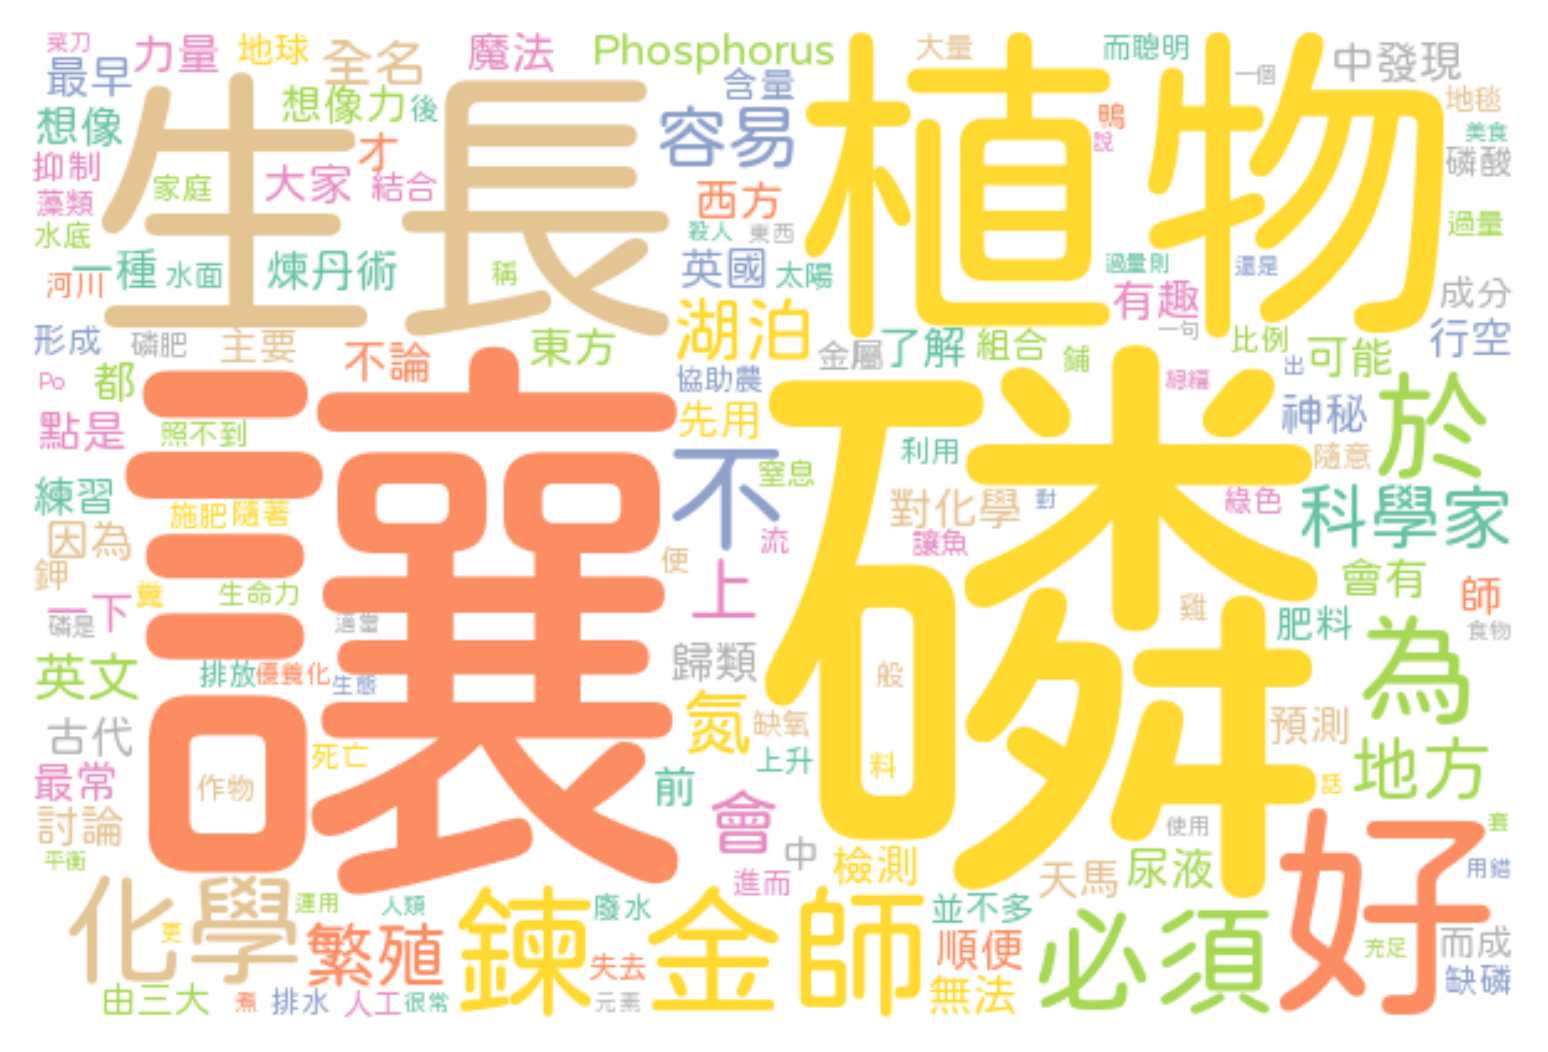 菜刀
力量
地球
全名
魔法
Phosphorus
大量
而聰明
一個
中發現
最早
想像力
後
含量
地毯
生長
植物
想像
容易
鴨
美食
抑制
才
說
磷酸
家庭
大家
結合
藻類
西方
水底
殺人
東西
過量
一種
水面
煉丹術
稱
英國
太陽
過量則
還是
河川
有趣
成分
形成
磷肥
主要
不論
東方
湖泊
金屬
了解
組合
鋪
一句
比例
可能
行空
Po
都
協助農
出
讓
磷
點是
照不到
先用
神秘
於
利用
隨意
練習
施肥
隨著
不
窒息
對化學
對
綠色
科學家
因為
流
讓魚
鉀
便
糞
生命力
上
會有
師
一下
磷是
適當
雞
肥料
食物
英文
排放
優養化
生態
歸類
般
為
古代
氮
缺氧
預測
死亡
上升
料
地方
最常
作物
前
話
討論
會
使用
好
套
平衡
中
檢測
進而
天馬
尿液
用錯
化學
運用
人類
鍊金師
廢水
並不多
必須
更
繁殖
順便
充足
而成
失去
無法
缺磷
由三大
煮
排水
人工
很常
元素